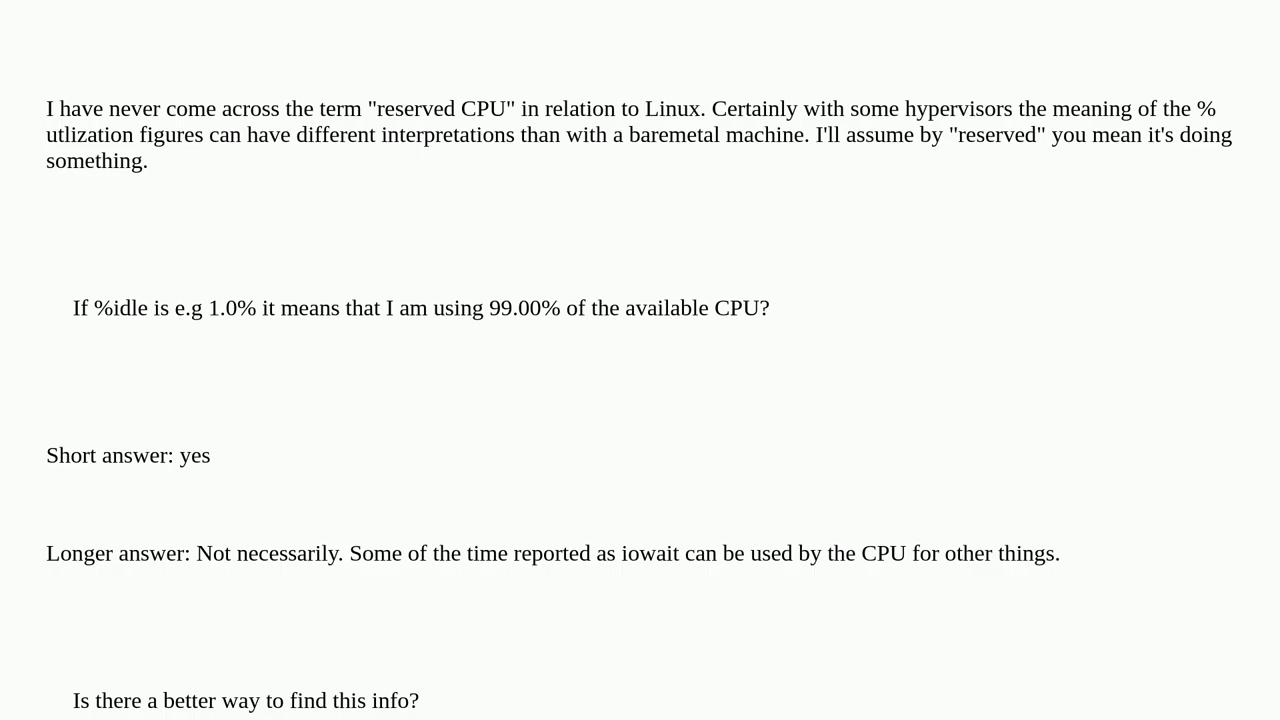 I have never come across the term "reserved CPU" in relation to Linux. Certainly with some hypervisors the meaning of the %
utlization figures can have different interpretations than with a baremetal machine. I'll assume by "reserved" you mean it's doing
something.
If %idle is e.g 1.0% it means that I am using 99.00% of the available CPU?
Short answer: yes
Longer answer: Not necessarily. Some of the time reported as iowait can be used by the CPU for other things.
Is there a better way to find this info?